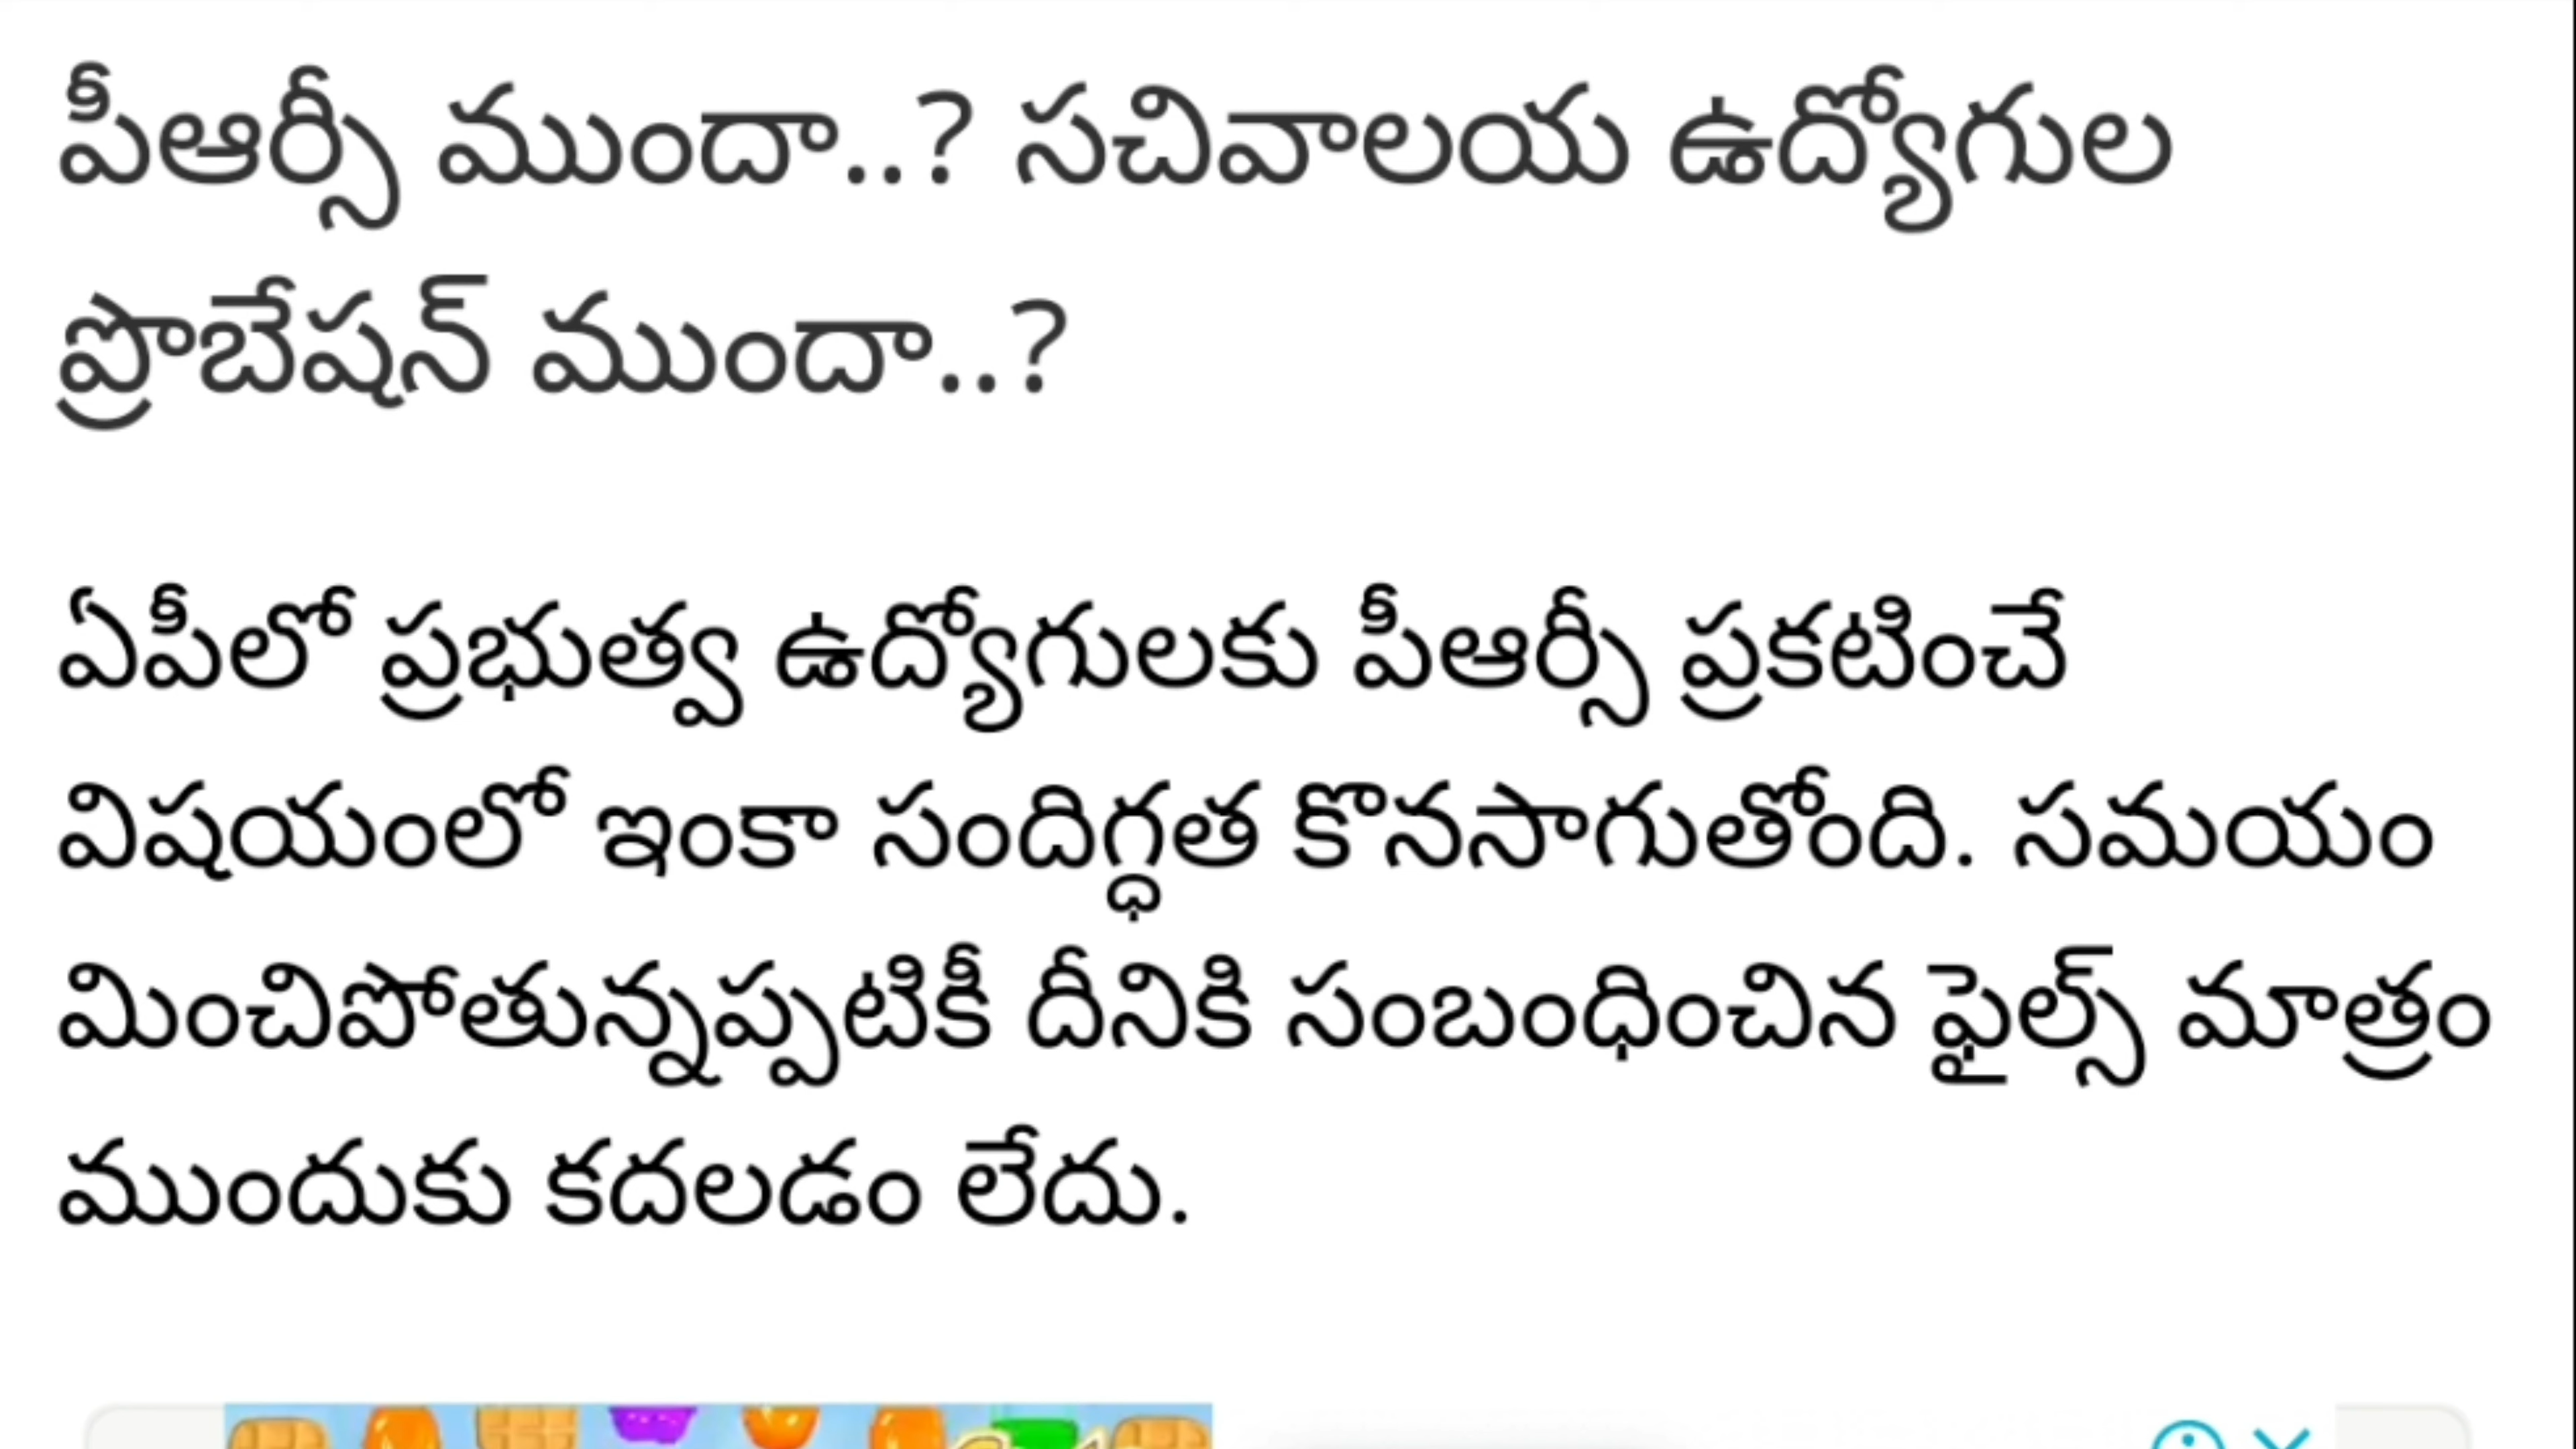 పీఆర్సీ ముందా..? సచివాలయ ఉద్యోగుల
ప్రొబేషన్ ముందా..?
ఏపీలో ప్రభుత్వ ఉద్యోగులకు పీఆర్సీ ప్రకటించే
విషయంలో ఇంకా సందిగ్ధత కొనసాగుతోంది. సమయం
మించిపోతున్నప్పటికీ దీనికి సంబంధించిన ఫైల్స్ మాత్రం
ముందుకు కదలడం లేదు.